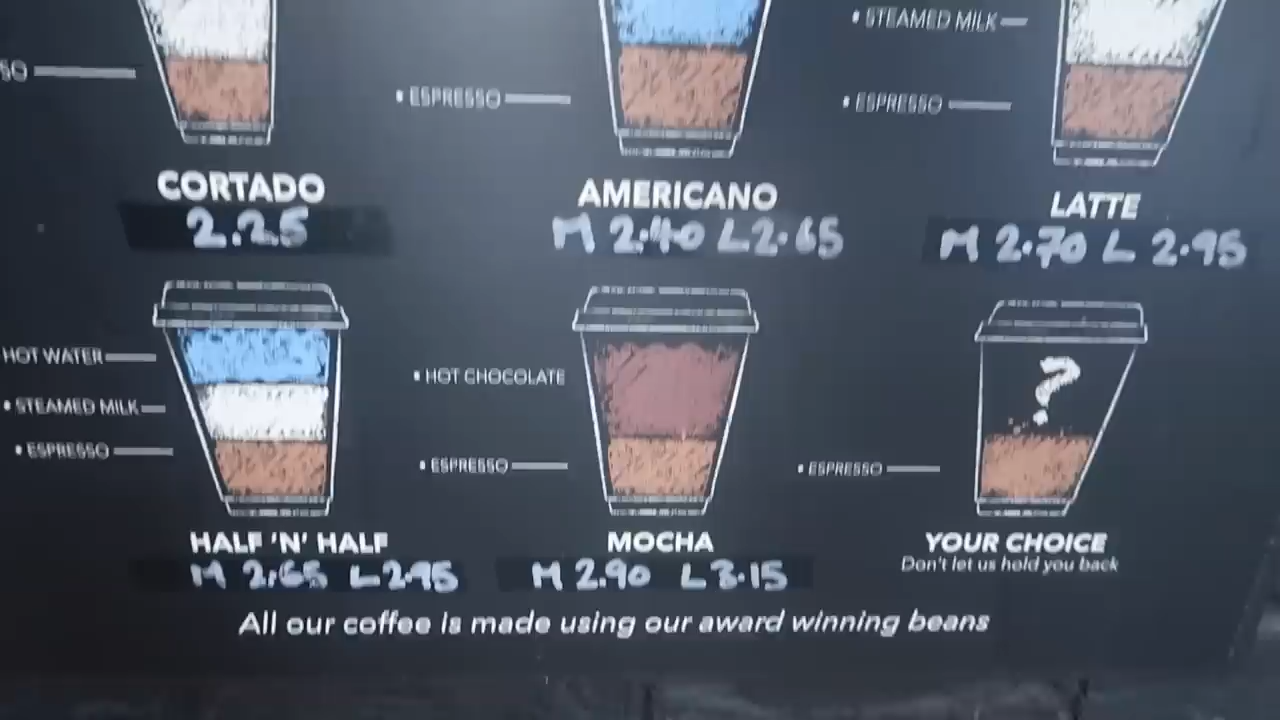 • STEAMED MILK
• ESPRESSO
• ESPRESSO
CORTADO
2.25
AMERICANO
M 2.40 L 2.65
LATTE
M 2.70 L 2.95
HOT WATER
• STEAMED MILK
• ESPRESSO
• HOT CHOCOLATE
• ESPRESSO
?
• ESPRESSO
HALF 'N' HALF
M 2.65 L 2.95
MOCHA
M 2.90 L 3.15
YOUR CHOICE
Don't let us hold you back
All our coffee is made using our award winning beans